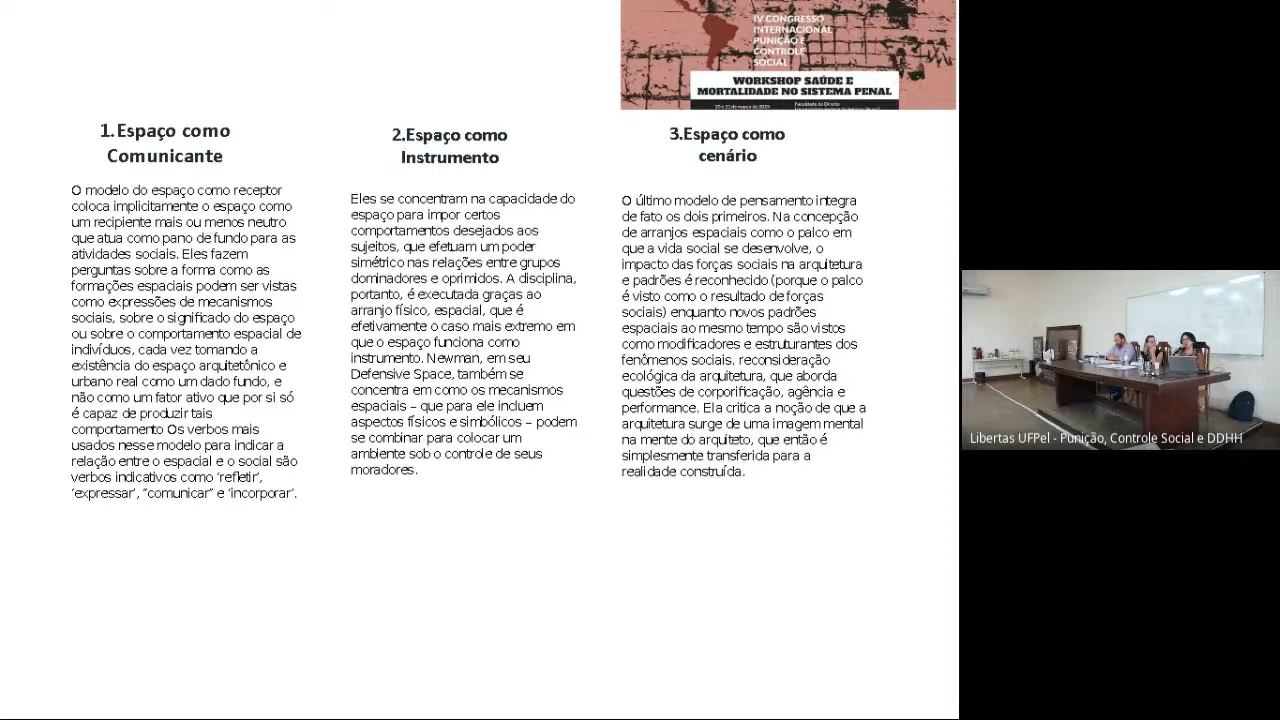 IV CONGRESSO
INTERNACIONAL
PUNIÇÃO E
CONTROLE
SOCIAL
WORKSHOP SAÚDE E
MORTALIDADE NO SISTEMA PENAL
20 e 21 de março de 2023
Faculdade de Direito
1.Espaço como
Comunicante
O modelo do espaço como receptor
coloca implicitamente o espaço como
um recipiente mais ou menos neutro
que atua como pano de fundo para as
atividades sociais. Eles fazem
perguntas sobre a forma como as
formações espaciais podem ser vistas
como expressões de mecanismos
sociais, sobre o significado do espaço
ou sobre o comportamento espacial de
indivíduos, cada vez tornando a
existência do espaço arquitetônico e
urbano real como um dado fundo, e
não como um fator ativo que por si só
é capaz de produzir tais
comportamento Os verbos mais
usados nesse modelo para indicar a
relação entre o espacial e o social são
verbos indicativos como ‘refletir’,
‘expressar’, “comunicar” e ‘incorporar’.
2.Espaço como
Instrumento
Eles se concentram na capacidade do
espaço para impor certos
comportamentos desejados aos
sujeitos, que efetuam um poder
simétrico nas relações entre grupos
dominadores e oprimidos. A disciplina,
portanto, é executada graças ao
arranjo físico, espacial, que é
efetivamente o caso mais extremo em
que o espaço funciona como
instrumento. Newman, em seu
Defensive Space, também se
concentra em como os mecanismos
espaciais – que para ele incluem
aspectos físicos e simbólicos – podem
se combinar para colocar um
ambiente sob o controle de seus
moradores.
3.Espaço como
cenário
O último modelo de pensamento integra
de fato os dois primeiros. Na concepção
de arranjos espaciais como o palco em
que a vida social se desenvolve, o
impacto das forças sociais na arquitetura
e padrões é reconhecido (porque o palco
é visto como o resultado de forças
sociais) enquanto novos padrões
espaciais ao mesmo tempo são vistos
como modificadores e estruturantes dos
fenômenos sociais. reconsideração
ecológica da arquitetura, que aborda
questões de corporificação, agência e
performance. Ela critica a noção de que a
arquitetura surge de uma imagem mental
na mente do arquiteto, que então é
simplesmente transferida para a
realidade construída.
Libertas UFPel - Punição, Controle Social e DDHH